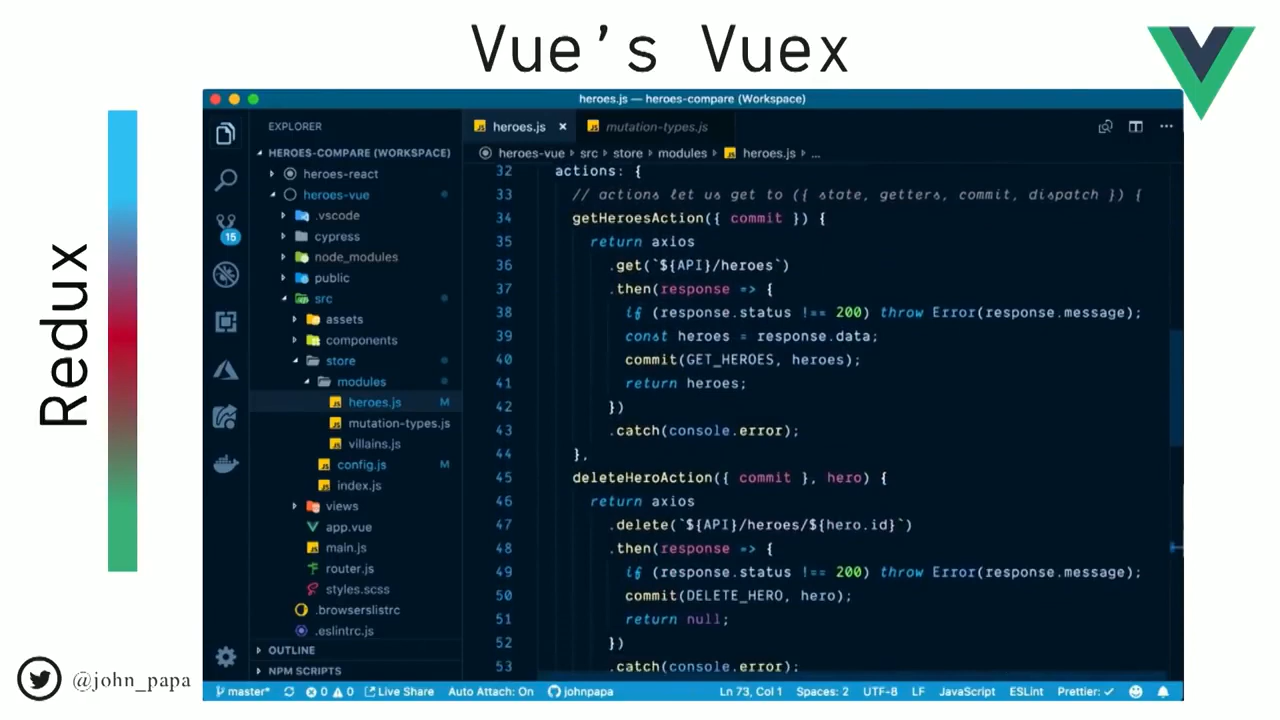 Vue's Vuex
Redux
@john_papa
heroes.js — heroes-compare (Workspace)
EXPLORER
HEROES-COMPARE (WORKSPACE)
heroes-react
heroes-vue
.vscode
cypress
node_modules
public
src
assets
components
store
modules
heroes.js M
mutation-types.js
villains.js
config.js M
index.js
views
app.vue
main.js
router.js
styles.scss
.browserslistrc
.eslintrc.js
OUTLINE
NPM SCRIPTS
15
heroes.js × mutation-types.js
heroes-vue › src › store › modules › heroes.js › ...
32 actions: {
33 // actions let us get to ({ state, getters, commit, dispatch }) {
34 getHeroesAction({ commit }) {
35 return axios
36 .get(`${API}/heroes`)
37 .then(response => {
38 if (response.status !== 200) throw Error(response.message);
39 const heroes = response.data;
40 commit(GET_HEROES, heroes);
41 return heroes;
42 })
43 .catch(console.error);
44 },
45 deleteHeroAction({ commit }, hero) {
46 return axios
47 .delete(`${API}/heroes/${hero.id}`)
48 .then(response => {
49 if (response.status !== 200) throw Error(response.message);
50 commit(DELETE_HERO, hero);
51 return null;
52 })
53 .catch(console.error);
master* 0 0 Live Share Auto Attach: On johnpapa Ln 73, Col 1 Spaces: 2 UTF-8 LF JavaScript ESLint Prettier: ✓